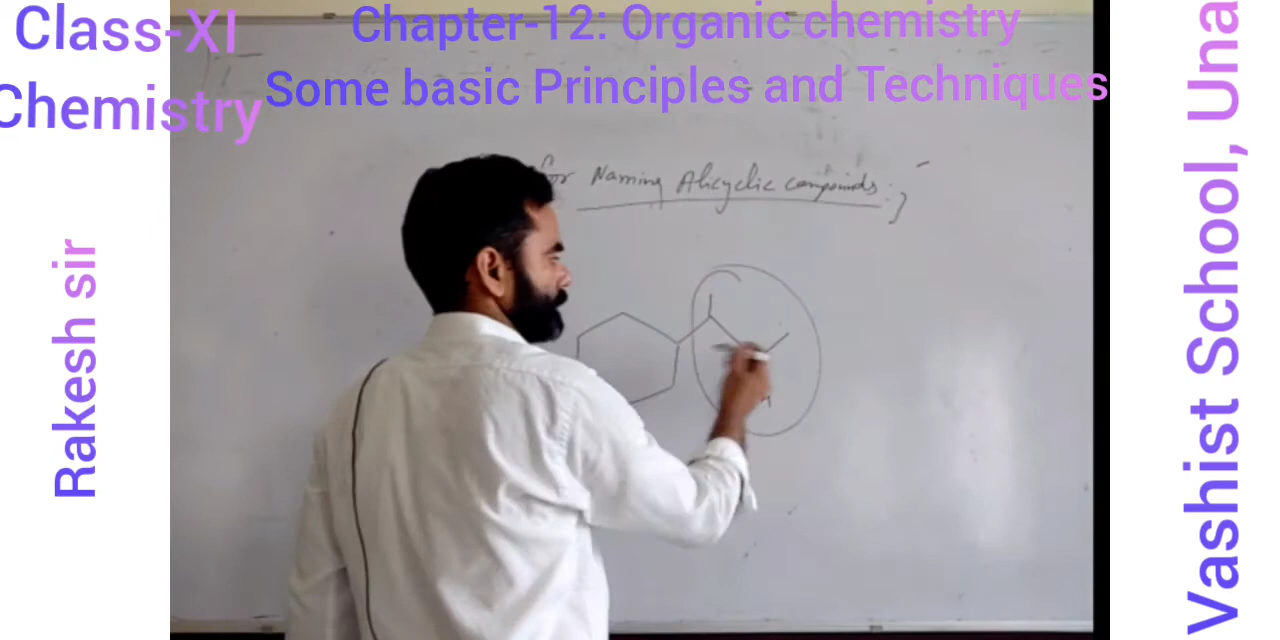 Class-XI
Chemistry
Chapter-12: Organic chemistry
Some basic Principles and Techniques
for Naming Alicyclic compounds :
Rakesh sir
Vashist School, Una